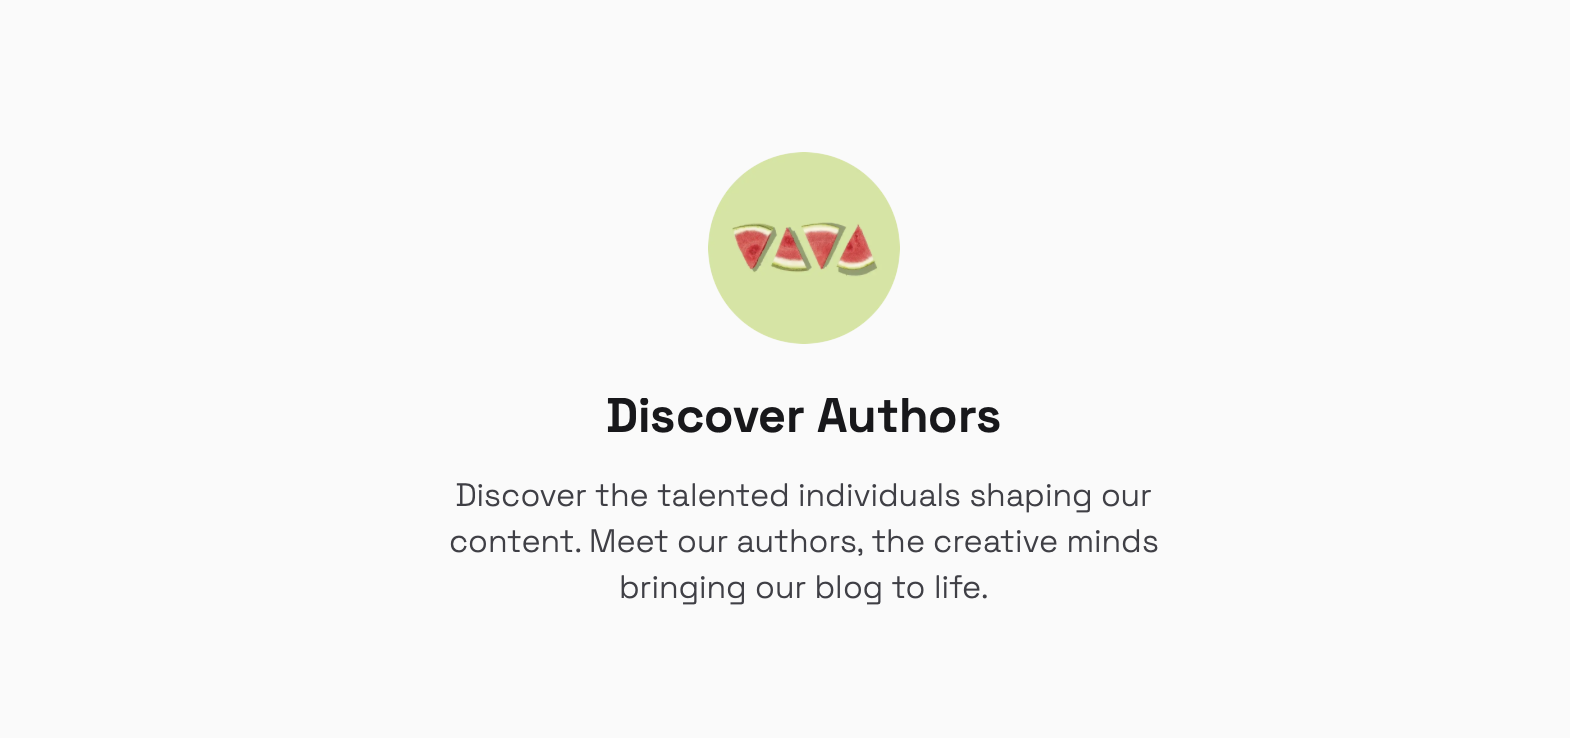 Discover Authors
Discover the talented individuals shaping our
content. Meet our authors, the creative minds
bringing our blog to life.